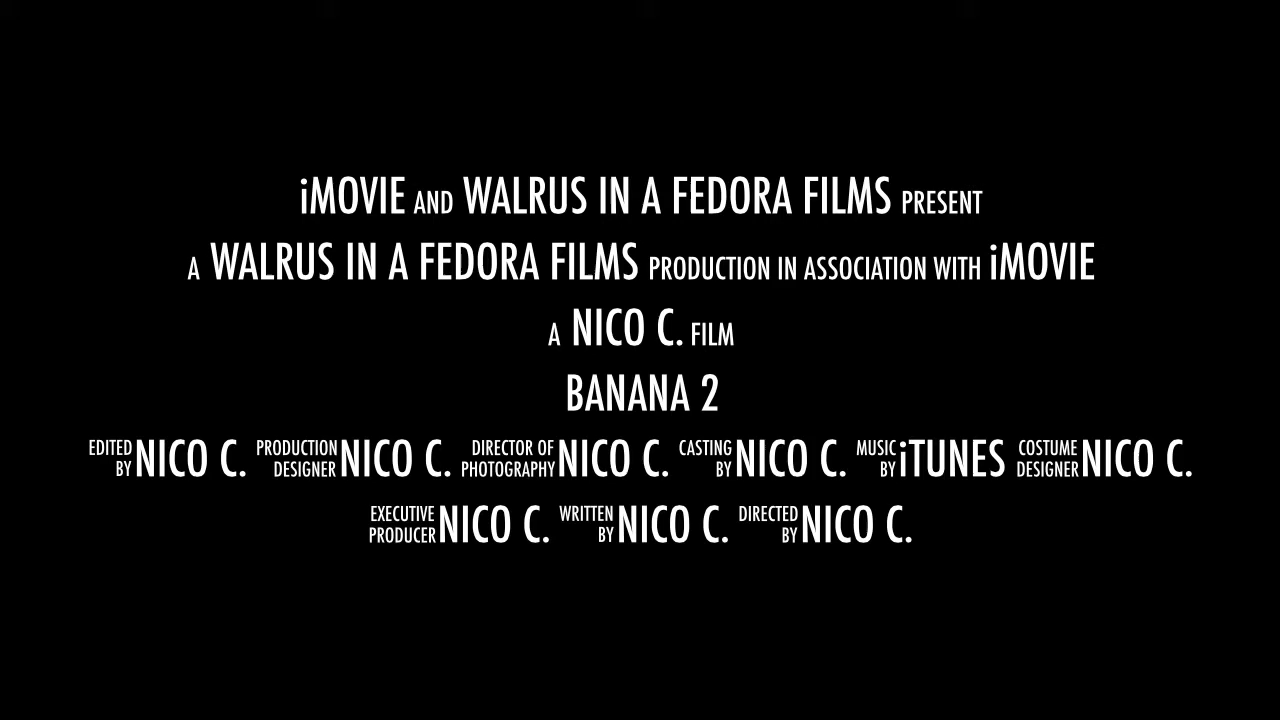 iMOVIE AND WALRUS IN A FEDORA FILMS PRESENT
A WALRUS IN A FEDORA FILMS PRODUCTION IN ASSOCIATION WITH iMOVIE
A NICO C. FILM
BANANA 2
EDITED BY NICO C. PRODUCTION DESIGNER NICO C. DIRECTOR OF PHOTOGRAPHY NICO C. CASTING BY NICO C. MUSIC BY iTUNES COSTUME DESIGNER NICO C.
EXECUTIVE PRODUCER NICO C. WRITTEN BY NICO C. DIRECTED BY NICO C.